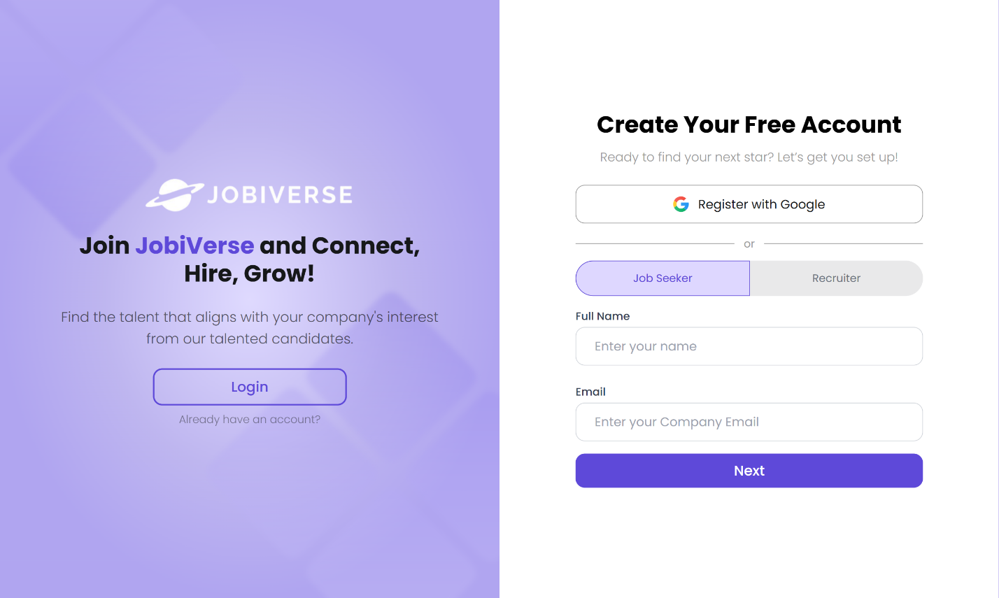 JOBIVERSE
Join JobiVerse and Connect,
Hire, Grow!
Find the talent that aligns with your company's interest
from our talented candidates.
Login
Already have an account?
Create Your Free Account
Ready to find your next star? Let’s get you set up!
Register with Google
or
Job Seeker
Recruiter
Full Name
Enter your name
Email
Enter your Company Email
Next